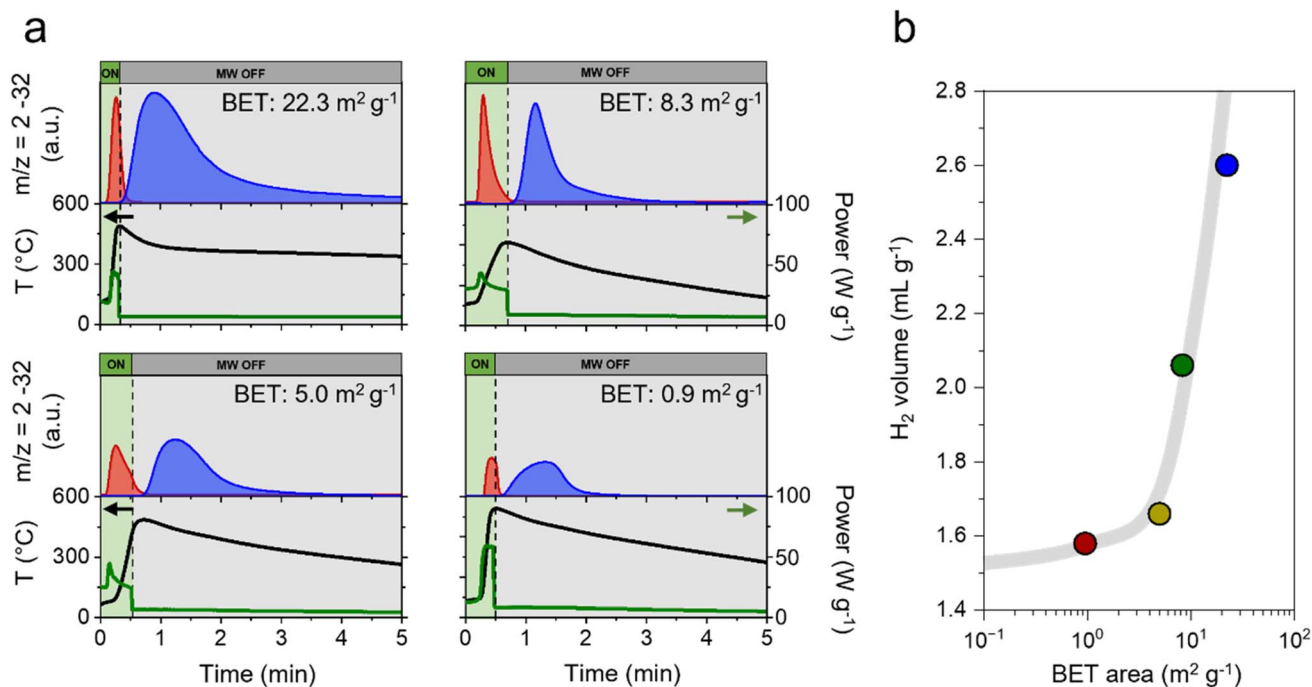 a
ON MW OFF
BET: 22.3 m² g⁻¹
m/z = 2 -32
(a.u.)
600
T (°C)
300
0
ON MW OFF
BET: 8.3 m² g⁻¹
100
Power (W g⁻¹)
50
0
ON MW OFF
BET: 5.0 m² g⁻¹
m/z = 2 -32
(a.u.)
600
T (°C)
300
0
0 1 2 3 4 5
Time (min)
ON MW OFF
BET: 0.9 m² g⁻¹
100
Power (W g⁻¹)
50
0
0 1 2 3 4 5
Time (min)
b
2.8
2.6
2.4
2.2
2.0
1.8
1.6
1.4
H₂ volume (mL g⁻¹)
10⁻¹ 10⁰ 10¹ 10²
BET area (m² g⁻¹)